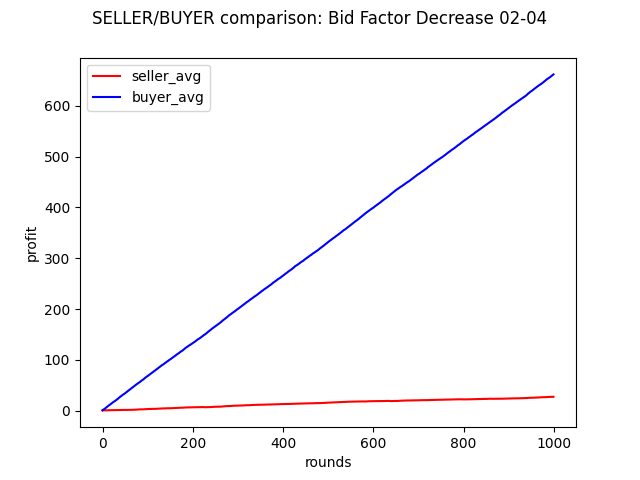 SELLER/BUYER comparison: Bid Factor Decrease 02-04
seller_avg
buyer_avg
600
500
400
300
200
100
0
profit
0 200 400 600 800 1000
rounds